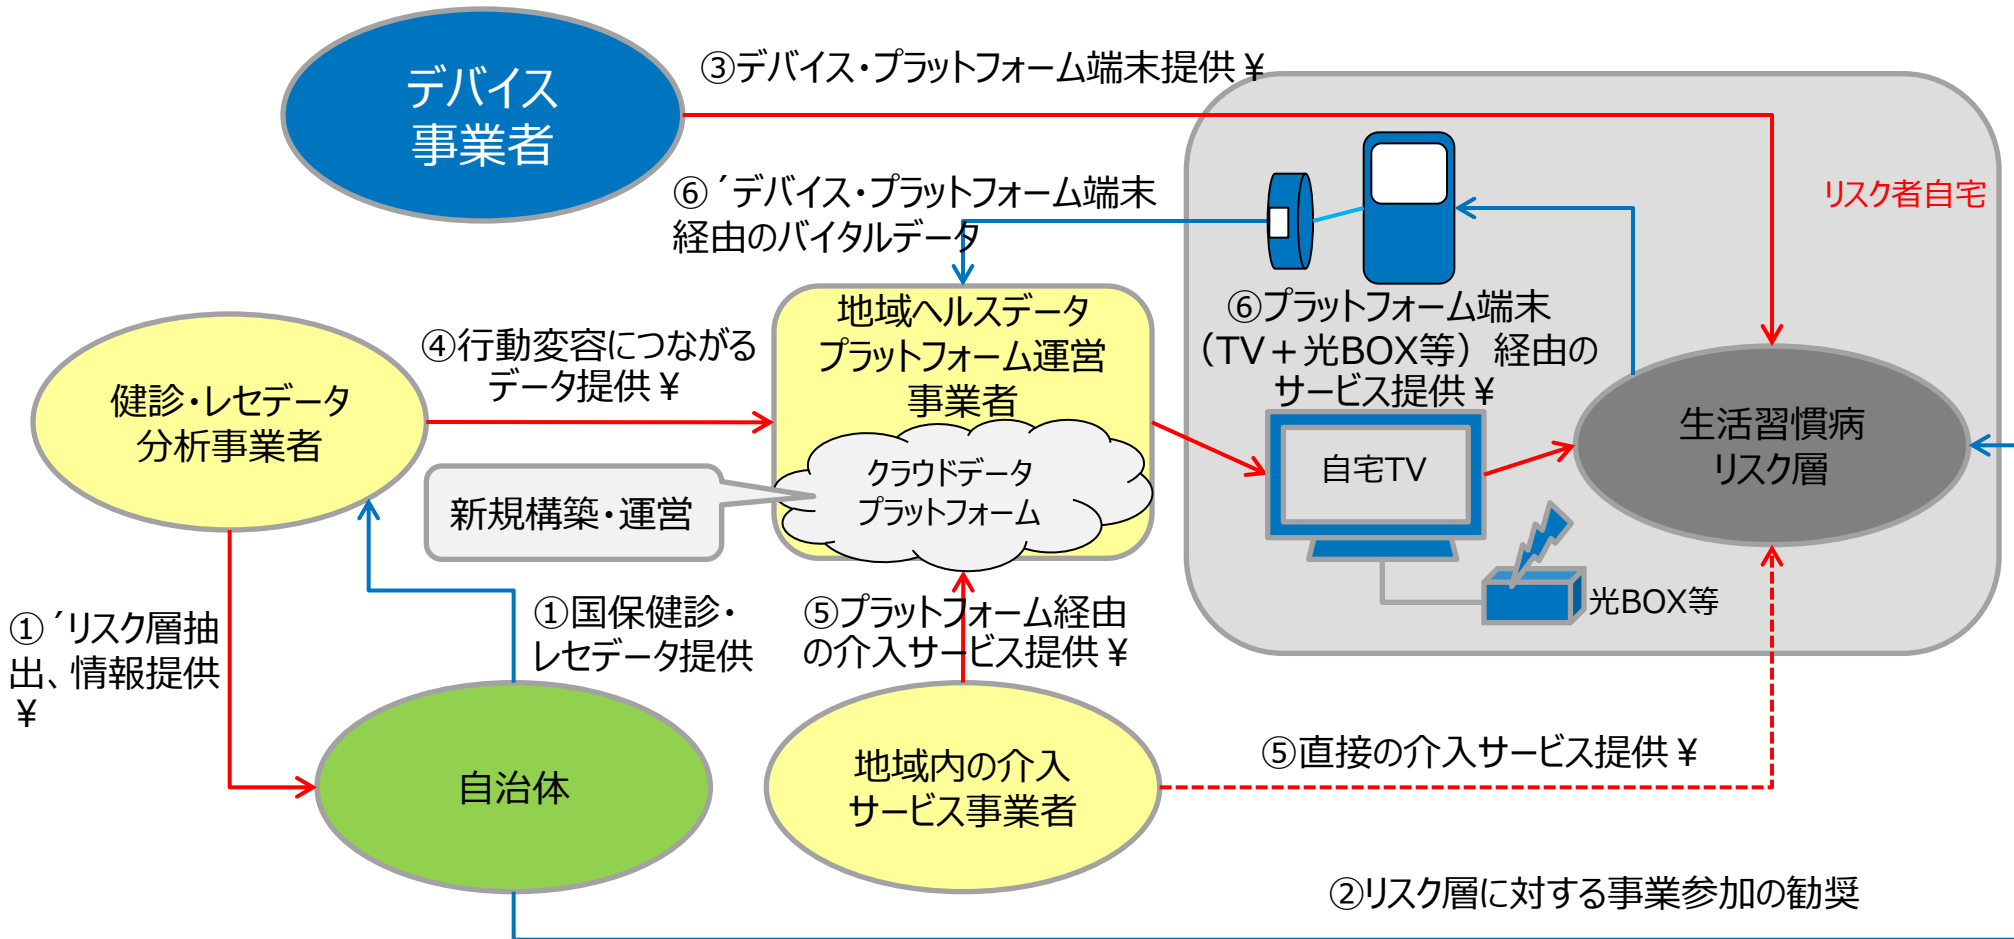 デバイス
事業者
③デバイス・プラットフォーム端末提供￥
リスク者自宅
⑥´デバイス・プラットフォーム端末
経由のバイタルデータ
地域ヘルスデータ
プラットフォーム運営
事業者
クラウドデータ
プラットフォーム
④行動変容につながる
データ提供￥
健診・レセデータ
分析事業者
新規構築・運営
⑥プラットフォーム端末
（TV＋光BOX等）経由の
サービス提供￥
自宅TV
生活習慣病
リスク層
光BOX等
①´リスク層抽
出、情報提供
￥
①国保健診・
レセデータ提供
⑤プラットフォーム経由
の介入サービス提供￥
自治体
地域内の介入
サービス事業者
⑤直接の介入サービス提供￥
②リスク層に対する事業参加の勧奨